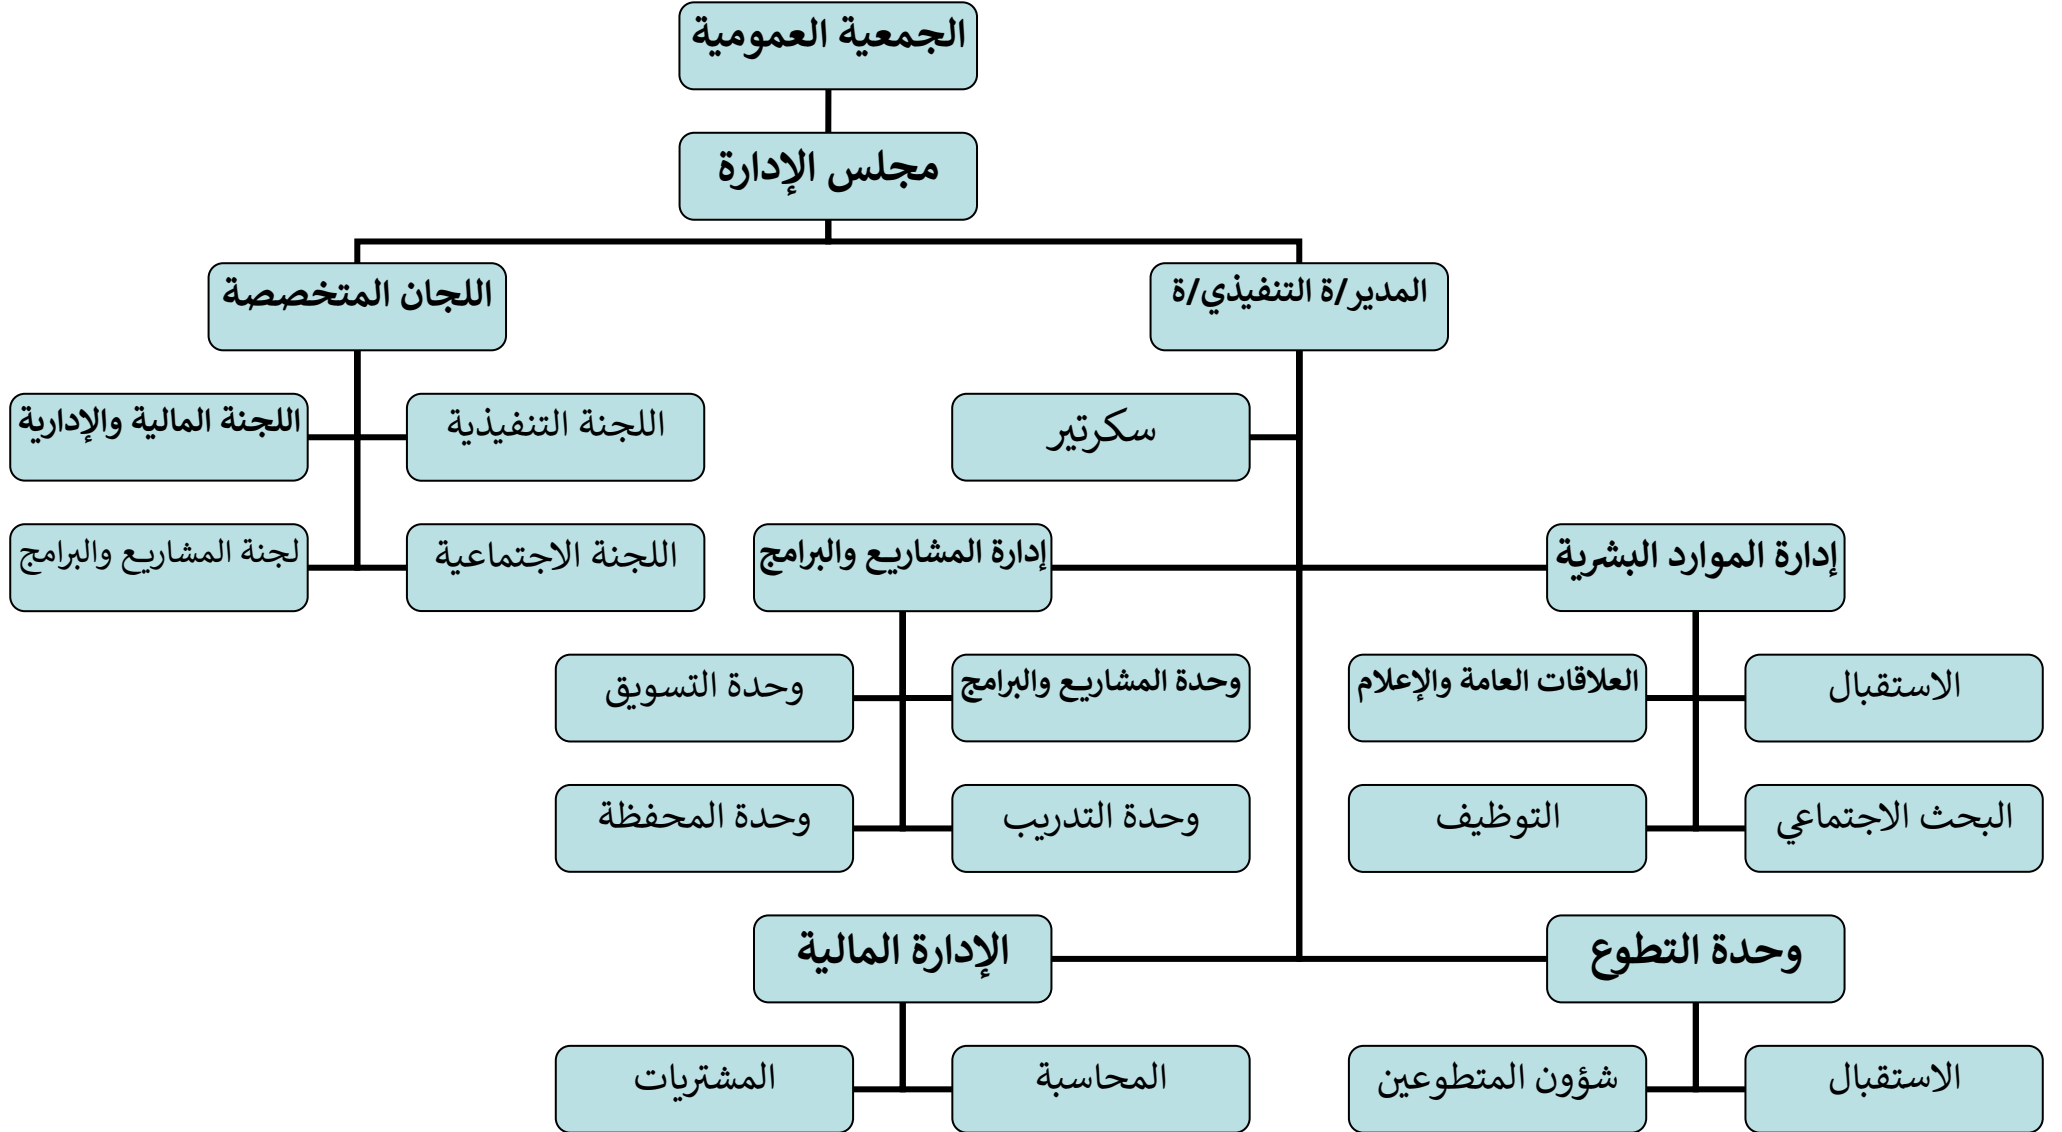 الجمعية العمومية
مجلس الإدارة
المدير/ة التنفيذي/ة
اللجان المتخصصة
سكرتير
اللجنة التنفيذية
اللجنة المالية والإدارية
إدارة الموارد البشرية
إدارة المشاريع والبرامج
اللجنة الاجتماعية
لجنة المشاريع والبرامج
الاستقبال
العلاقات العامة والإعلام
وحدة المشاريع والبرامج
وحدة التسويق
البحث الاجتماعي
التوظيف
وحدة التدريب
وحدة المحفظة
وحدة التطوع
الإدارة المالية
الاستقبال
شؤون المتطوعين
المحاسبة
المشتريات